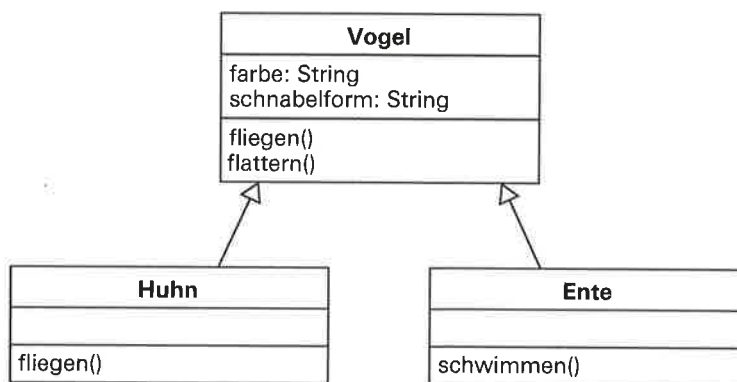 Vogel
farbe: String
schnabelform: String
fliegen()
flattern()
Huhn
fliegen()
Ente
schwimmen()